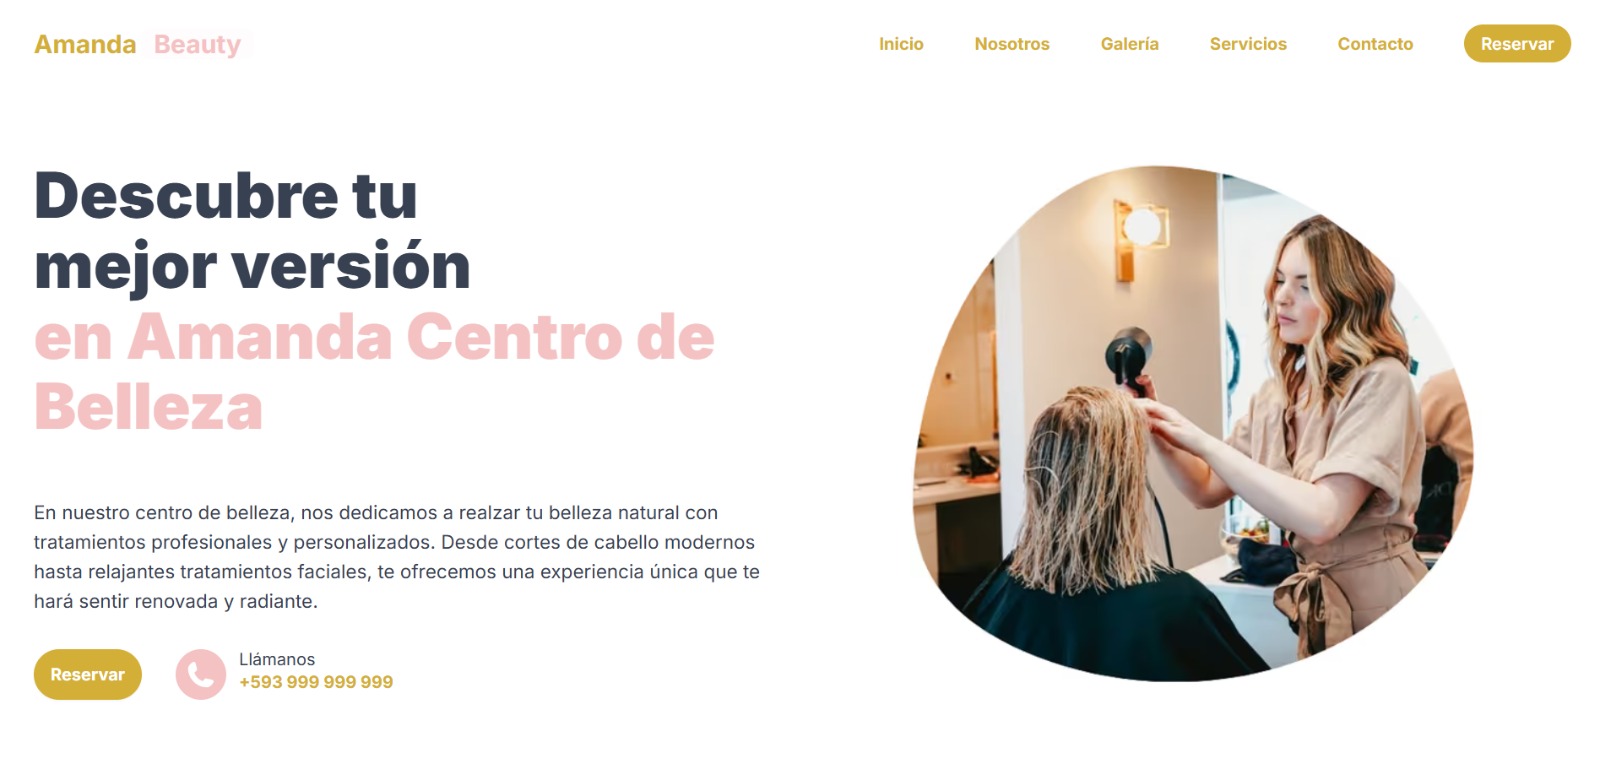 Amanda Beauty
Inicio Nosotros Galería Servicios Contacto Reservar
Descubre tu
mejor versión
en Amanda Centro de
Belleza
En nuestro centro de belleza, nos dedicamos a realzar tu belleza natural con
tratamientos profesionales y personalizados. Desde cortes de cabello modernos
hasta relajantes tratamientos faciales, te ofrecemos una experiencia única que te
hará sentir renovada y radiante.
Reservar
Llámanos
+593 999 999 999